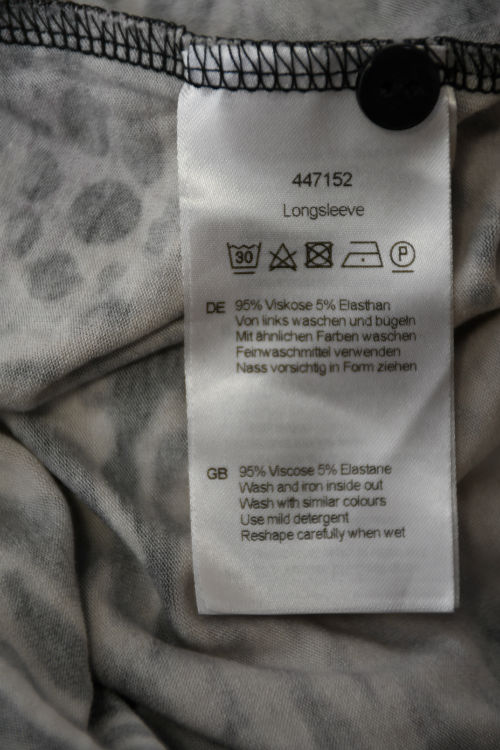 447152
Longsleeve
30 P
DE 95% Viskose 5% Elasthan
Von links waschen und bügeln
Mit ähnlichen Farben waschen
Feinwaschmittel verwenden
Nass vorsichtig in Form ziehen
GB 95% Viscose 5% Elastane
Wash and iron inside out
Wash with similar colours
Use mild detergent
Reshape carefully when wet